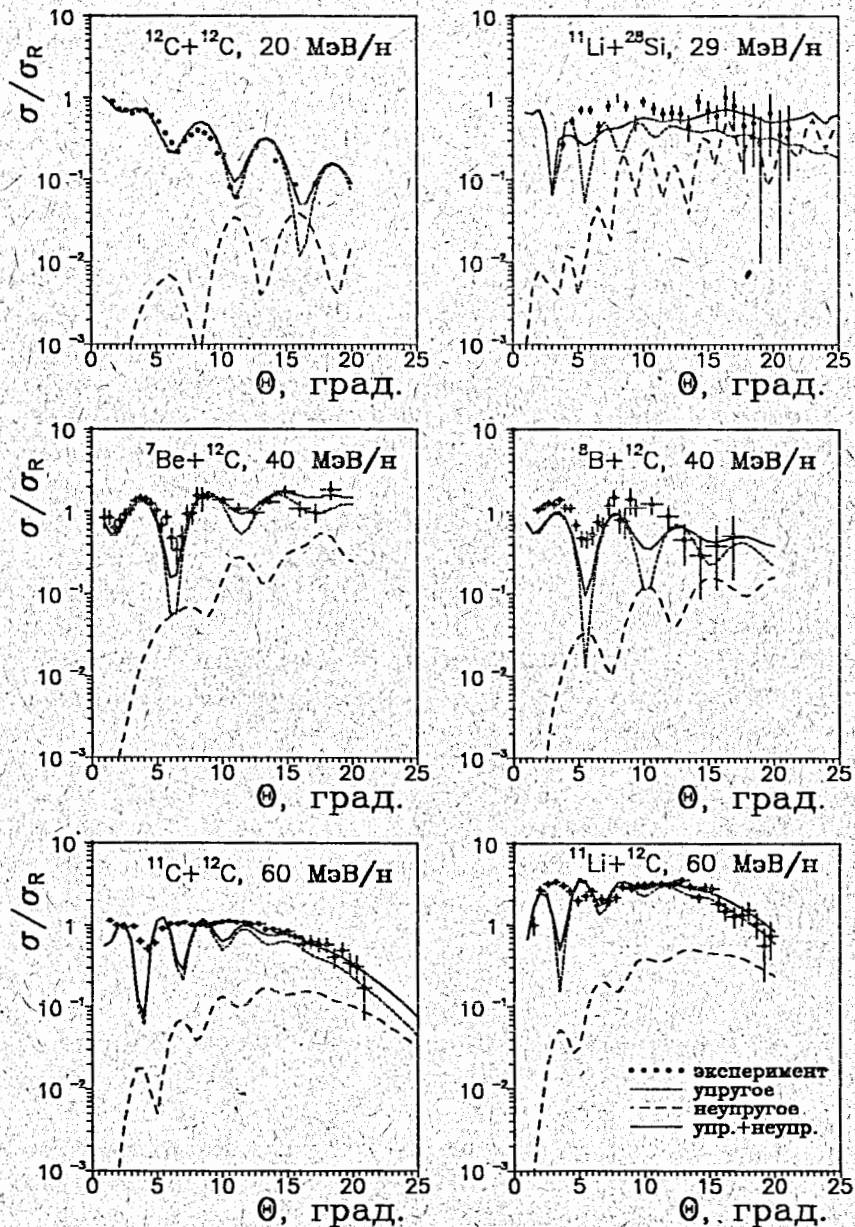 ¹²C+¹²C, 20 МэВ/н
σ/σ_R
10
1
10⁻¹
10⁻²
10⁻³
0 5 10 15 20 25
Θ, град.
¹¹Li+²⁸Si, 29 МэВ/н
10
1
10⁻¹
10⁻²
10⁻³
0 5 10 15 20 25
Θ, град.
⁷Be+¹²C, 40 МэВ/н
σ/σ_R
10
1
10⁻¹
10⁻²
10⁻³
0 5 10 15 20 25
Θ, град.
⁸B+¹²C, 40 МэВ/н
10
1
10⁻¹
10⁻²
10⁻³
0 5 10 15 20 25
Θ, град.
¹¹C+¹²C, 60 МэВ/н
σ/σ_R
10
1
10⁻¹
10⁻²
10⁻³
0 5 10 15 20 25
Θ, град.
¹¹Li+¹²C, 60 МэВ/н
10
1
10⁻¹
10⁻²
10⁻³
0 5 10 15 20 25
Θ, град.
эксперимент
упругое
неупругое
упр.+неупр.